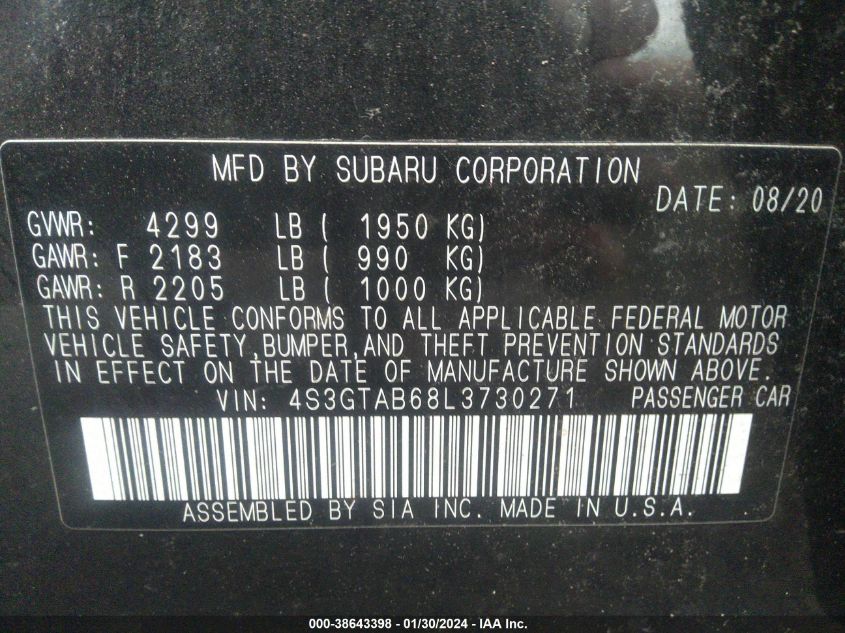 MFD BY SUBARU CORPORATION
DATE: 08/20
GVWR: 4299 LB ( 1950 KG)
GAWR: F 2183 LB ( 990 KG)
GAWR: R 2205 LB ( 1000 KG)
THIS VEHICLE CONFORMS TO ALL APPLICABLE FEDERAL MOTOR
VEHICLE SAFETY,BUMPER,AND THEFT PREVENTION STANDARDS
IN EFFECT ON THE DATE OF MANUFACTURE SHOWN ABOVE.
VIN: 4S3GTAB68L3730271 PASSENGER CAR
ASSEMBLED BY SIA INC. MADE IN U.S.A.
000-38643398 - 01/30/2024 - IAA Inc.